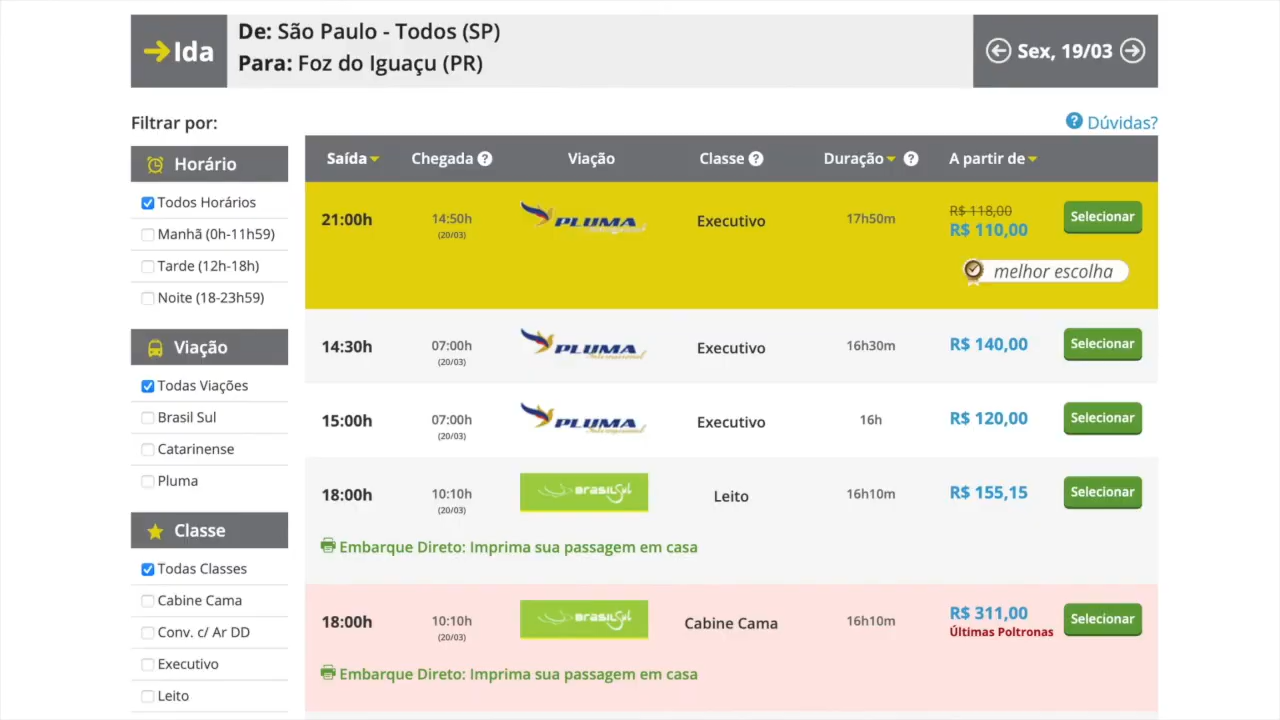 Ida
De: São Paulo - Todos (SP)
Para: Foz do Iguaçu (PR)
Sex, 19/03
Filtrar por:
Dúvidas?
Horário
Todos Horários
Manhã (0h-11h59)
Tarde (12h-18h)
Noite (18-23h59)
Viação
Todas Viações
Brasil Sul
Catarinense
Pluma
Classe
Todas Classes
Cabine Cama
Conv. c/ Ar DD
Executivo
Leito
Saída Chegada ? Viação Classe ? Duração ? A partir de
21:00h 14:50h PLUMA Executivo 17h50m R$ 118,00 Selecionar
(20/03) R$ 110,00
melhor escolha
14:30h 07:00h PLUMA Executivo 16h30m R$ 140,00 Selecionar
(20/03) Internacional
15:00h 07:00h PLUMA Executivo 16h R$ 120,00 Selecionar
(20/03) Internacional
18:00h 10:10h BRASIL Sul Leito 16h10m R$ 155,15 Selecionar
(20/03)
Embarque Direto: Imprima sua passagem em casa
18:00h 10:10h BRASIL Sul Cabine Cama 16h10m R$ 311,00 Selecionar
(20/03) Últimas Poltronas
Embarque Direto: Imprima sua passagem em casa